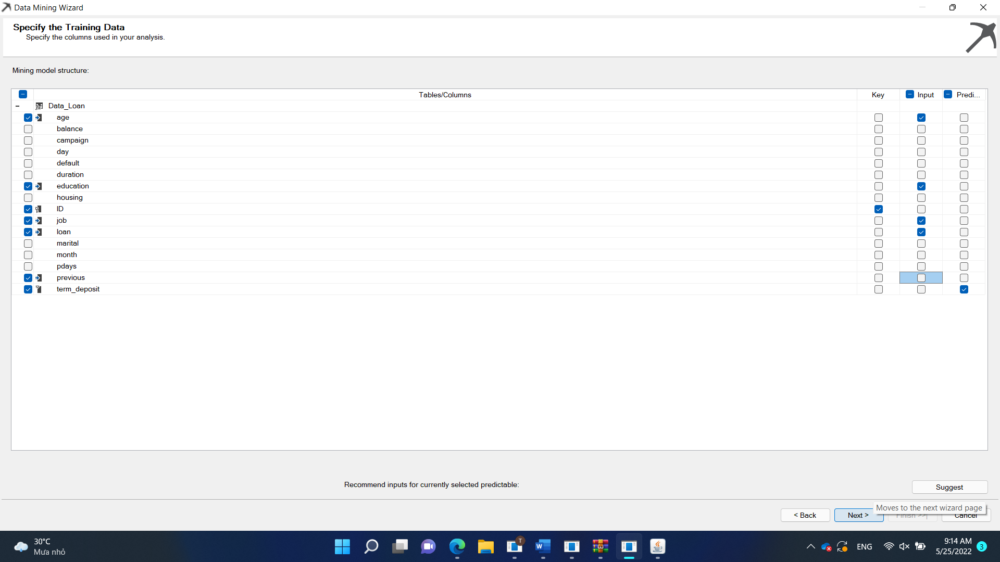 Data Mining Wizard
Specify the Training Data
Specify the columns used in your analysis.
Mining model structure:
Tables/Columns Key Input Predi...
Data_Loan
age
balance
campaign
day
default
duration
education
housing
ID
job
loan
marital
month
pdays
previous
term_deposit
Recommend inputs for currently selected predictable:
Suggest
Moves to the next wizard page
< Back Next > Finish >>| Cancel
30°C
Mưa nhỏ
T
W
ENG
9:14 AM
5/25/2022
3